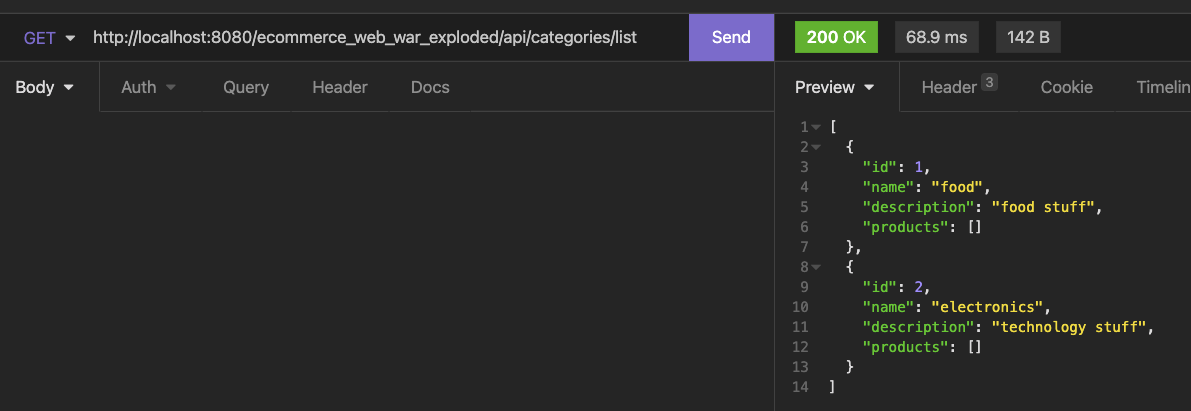 GET http://localhost:8080/ecommerce_web_war_exploded/api/categories/list Send 200 OK 68.9 ms 142 B
Body Auth Query Header Docs Preview Header 3 Cookie Timelin
1 [
2 {
3 "id": 1,
4 "name": "food",
5 "description": "food stuff",
6 "products": []
7 },
8 {
9 "id": 2,
10 "name": "electronics",
11 "description": "technology stuff",
12 "products": []
13 }
14 ]